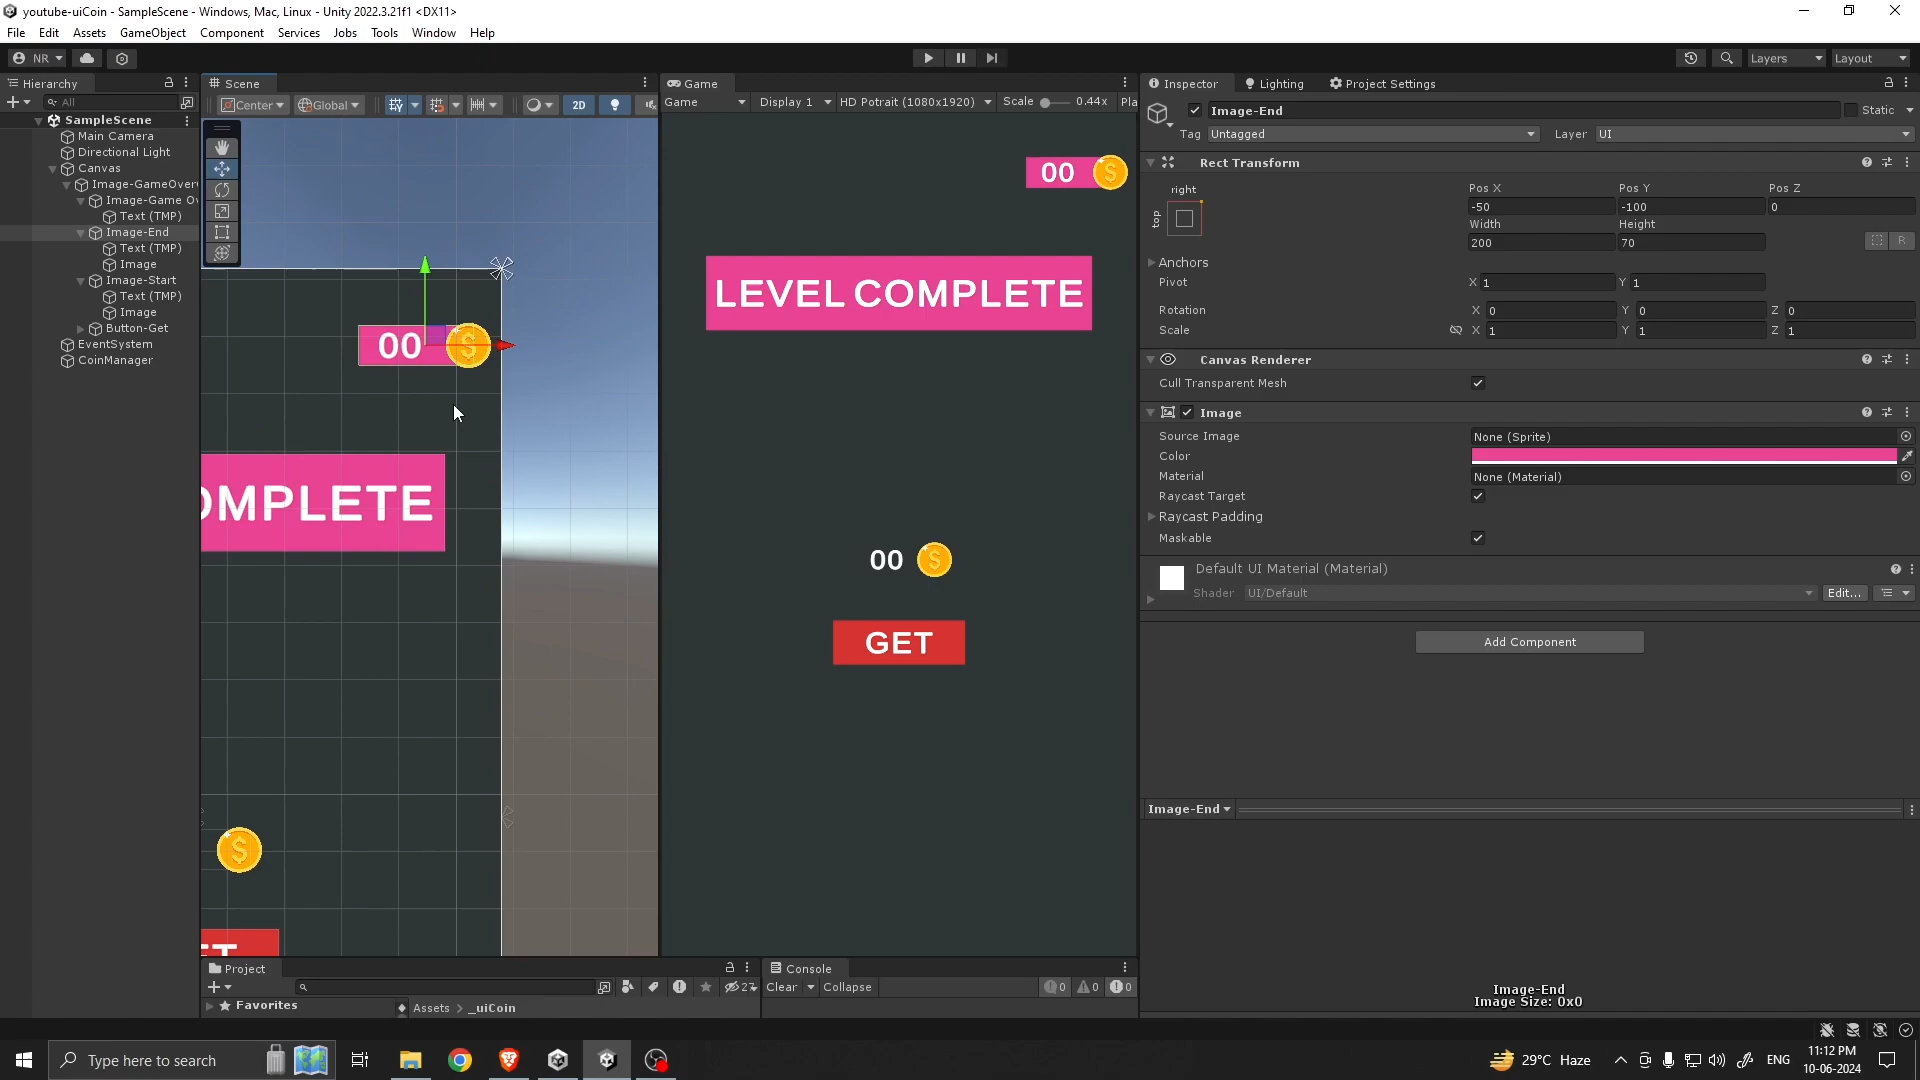 youtube-uiCoin - SampleScene - Windows, Mac, Linux - Unity 2022.3.21f1 <DX11>
File Edit Assets GameObject Component Services Jobs Tools Window Help
NR
Layers Layout
Hierarchy
All
SampleScene
Main Camera
Directional Light
Canvas
Image-GameOver
Image-Game O
Text (TMP)
Image-End
Text (TMP)
Image
Image-Start
Text (TMP)
Image
Button-Get
EventSystem
CoinManager
Scene
Center Global 2D
00
OMPLETE
Game
Game Display 1 HD Potrait (1080x1920) Scale 0.44x Pla
00
LEVEL COMPLETE
00
GET
Inspector Lighting Project Settings
Image-End Static
Tag Untagged Layer UI
Rect Transform
right
top
Pos X Pos Y Pos Z
-50 -100 0
Width Height
200 70
R
Anchors
Pivot X 1 Y 1
Rotation X 0 Y 0 Z 0
Scale X 1 Y 1 Z 1
Canvas Renderer
Cull Transparent Mesh
Image
Source Image None (Sprite)
Color
Material None (Material)
Raycast Target
Raycast Padding
Maskable
Default UI Material (Material)
Shader UI/Default Edit...
Add Component
Image-End
Image-End
Image Size: 0x0
Project
27
Favorites
Assets > _uiCoin
Console
Clear Collapse 0 0 0
Type here to search
29°C Haze
ENG
11:12 PM
10-06-2024